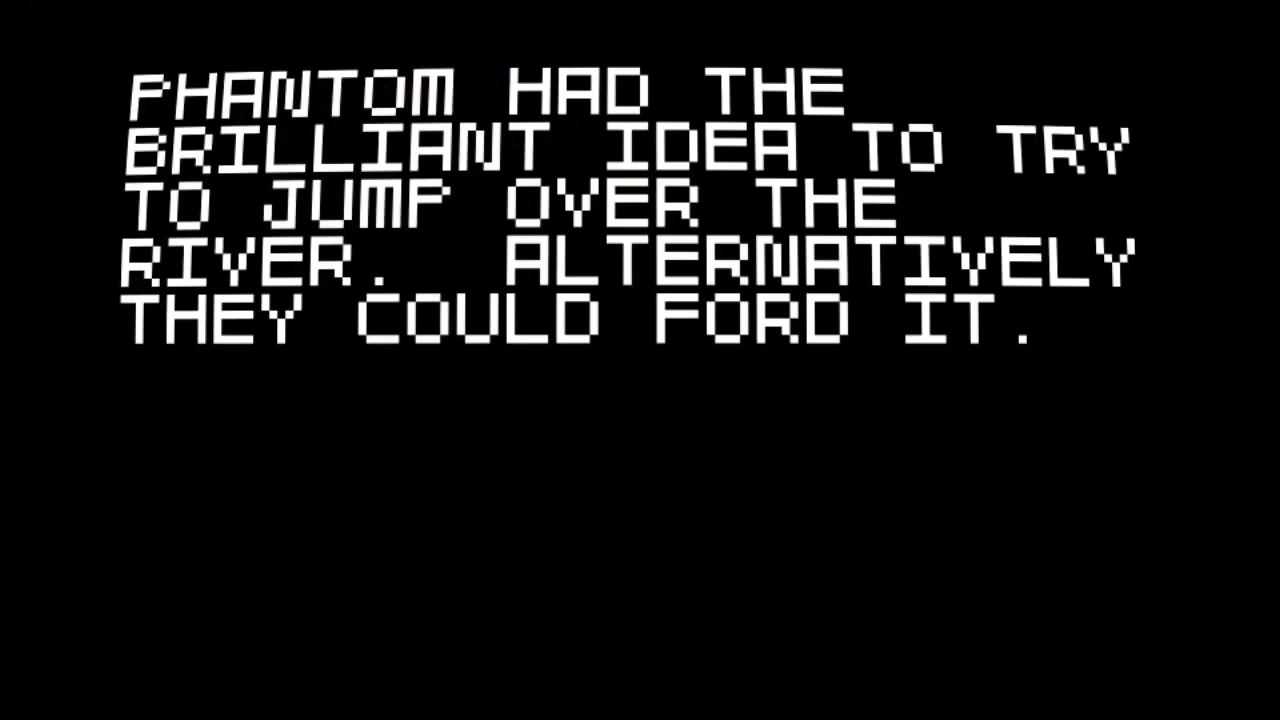 PHANTOM HAD THE
BRILLIANT IDEA TO TRY
TO JUMP OVER THE
RIVER.  ALTERNATIVELY
THEY COULD FORD IT.